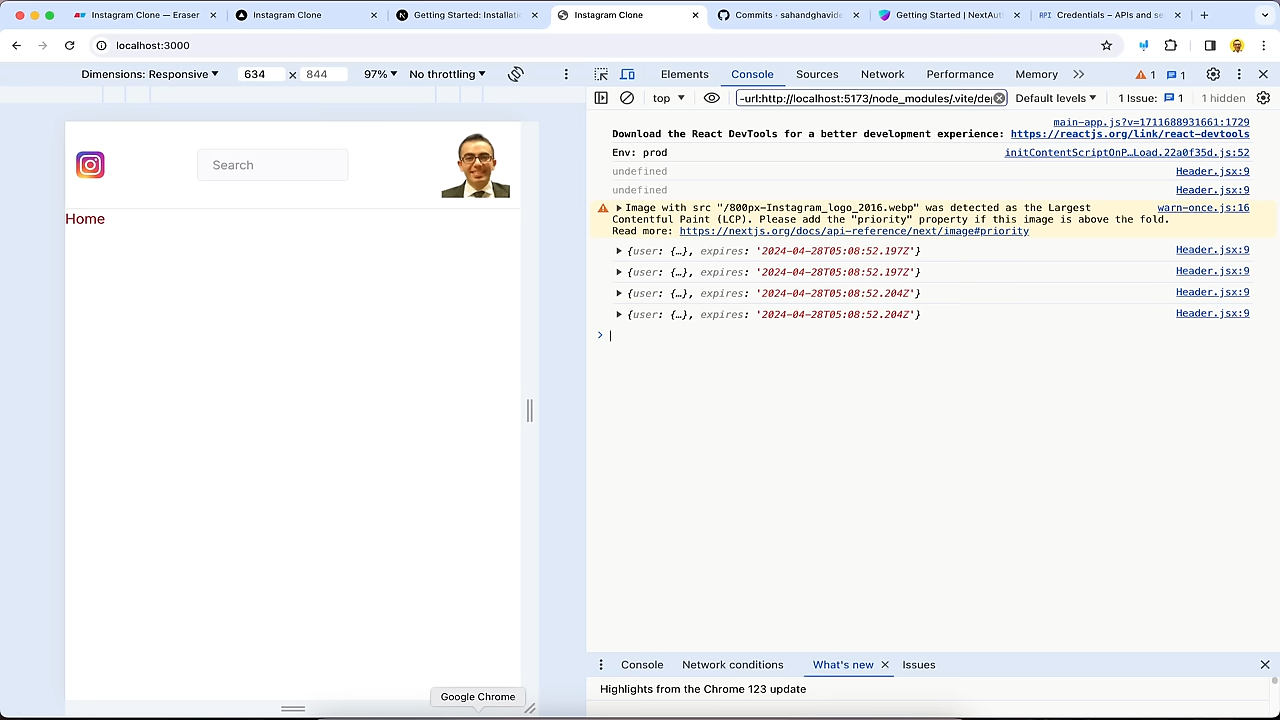 Instagram Clone — Eraser
Instagram Clone
Getting Started: Installatio
Instagram Clone
Commits · sahandghavide
Getting Started | NextAut
API
Credentials – APIs and se
localhost:3000
Dimensions: Responsive
634
×
844
97%
No throttling
Elements
Console
Sources
Network
Performance
Memory
1
1
top
-url:http://localhost:5173/node_modules/.vite/de
Default levels
1 Issue:
1
1 hidden
main-app.js?v=1711688931661:1729
Download the React DevTools for a better development experience: https://reactjs.org/link/react-devtools
Env: prod
initContentScriptOnP…Load.22a0f35d.js:52
undefined
Header.jsx:9
undefined
Header.jsx:9
Image with src "/800px-Instagram_logo_2016.webp" was detected as the Largest
warn-once.js:16
Contentful Paint (LCP). Please add the "priority" property if this image is above the fold.
Read more: https://nextjs.org/docs/api-reference/next/image#priority
{user: {…}, expires: '2024-04-28T05:08:52.197Z'}
Header.jsx:9
{user: {…}, expires: '2024-04-28T05:08:52.197Z'}
Header.jsx:9
{user: {…}, expires: '2024-04-28T05:08:52.204Z'}
Header.jsx:9
{user: {…}, expires: '2024-04-28T05:08:52.204Z'}
Header.jsx:9
Search
Home
Google Chrome
Console
Network conditions
What's new
Issues
Highlights from the Chrome 123 update